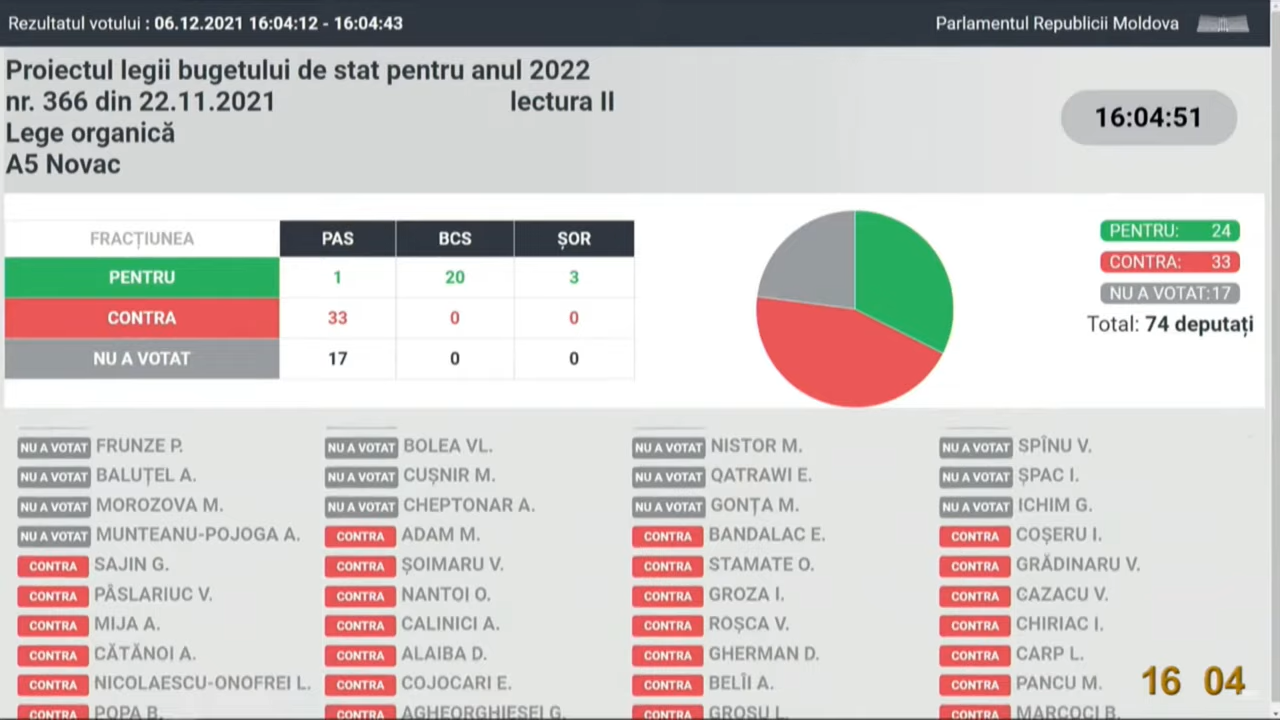 Rezultatul votului : 06.12.2021 16:04:12 - 16:04:43
Parlamentul Republicii Moldova
Proiectul legii bugetului de stat pentru anul 2022
nr. 366 din 22.11.2021 lectura II
Lege organică
A5 Novac
16:04:51
FRACȚIUNEA PAS BCS ȘOR
PENTRU 1 20 3
CONTRA 33 0 0
NU A VOTAT 17 0 0
PENTRU: 24
CONTRA: 33
NU A VOTAT:17
Total: 74 deputați
NU A VOTAT FRUNZE P. NU A VOTAT BOLEA VL. NU A VOTAT NISTOR M. NU A VOTAT SPÎNU V.
NU A VOTAT BALUȚEL A. NU A VOTAT CUȘNIR M. NU A VOTAT QATRAWI E. NU A VOTAT ȘPAC I.
NU A VOTAT MOROZOVA M. NU A VOTAT CHEPTONAR A. NU A VOTAT GONȚA M. NU A VOTAT ICHIM G.
NU A VOTAT MUNTEANU-POJOGA A. CONTRA ADAM M. CONTRA BANDALAC E. CONTRA COȘERU I.
CONTRA SAJIN G. CONTRA ȘOIMARU V. CONTRA STAMATE O. CONTRA GRĂDINARU V.
CONTRA PÂSLARIUC V. CONTRA NANTOI O. CONTRA GROZA I. CONTRA CAZACU V.
CONTRA MIJA A. CONTRA CALINICI A. CONTRA ROȘCA V. CONTRA CHIRIAC I.
CONTRA CĂTĂNOI A. CONTRA ALAIBA D. CONTRA GHERMAN D. CONTRA CARP L.
CONTRA NICOLAESCU-ONOFREI L. CONTRA COJOCARI E. CONTRA BELÎI A. CONTRA PANCU M.
CONTRA POPA B. CONTRA AGHEORGHIESEI G. CONTRA GROSU I. CONTRA MARCOCI B.
16 04